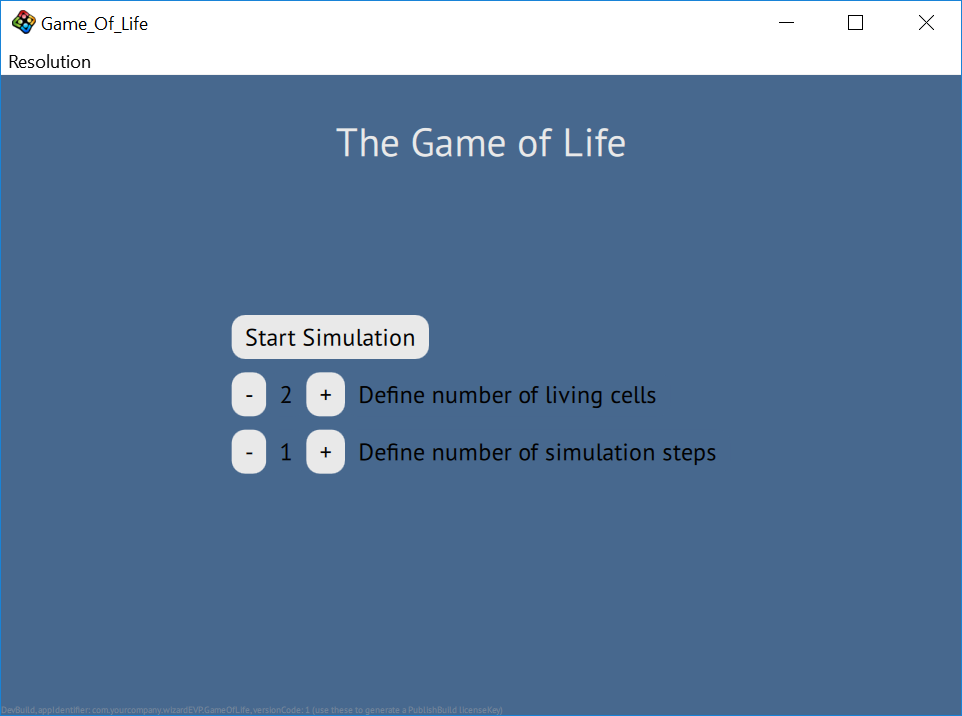 Game_Of_Life
Resolution
The Game of Life
Start Simulation
- 2 + Define number of living cells
- 1 + Define number of simulation steps
DevBuild, appIdentifier: com.yourcompany.wizardEVP.GameOfLife, versionCode: 1 (use these to generate a PublishBuild licenseKey)